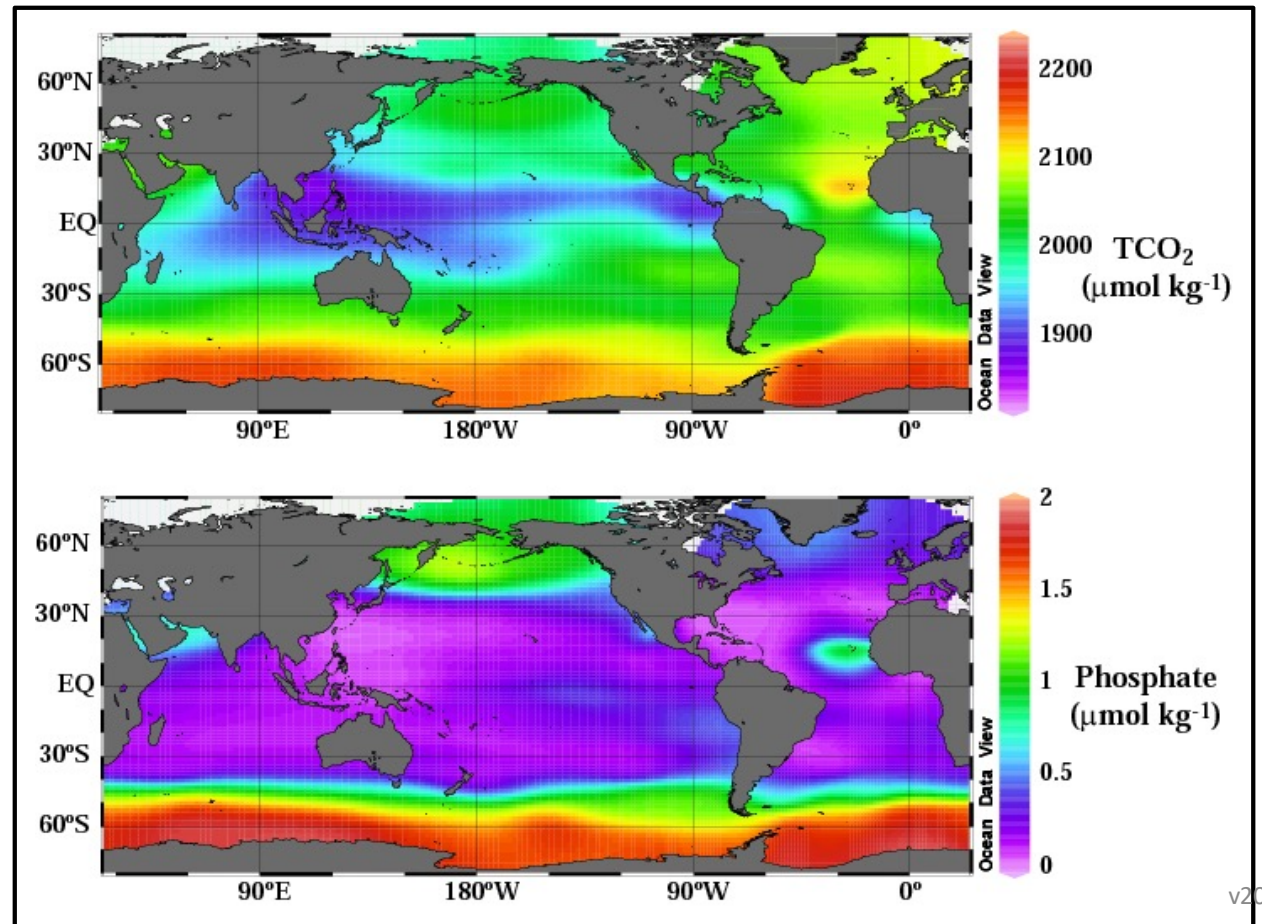 60ºN
30ºN
EQ
30ºS
60ºS
90ºE
180ºW
90ºW
0º
Ocean Data View
2200
2100
2000
1900
TCO₂
(µmol kg⁻¹)
60ºN
30ºN
EQ
30ºS
60ºS
90ºE
180ºW
90ºW
0º
Ocean Data View
2
1.5
1
0.5
0
Phosphate
(µmol kg⁻¹)